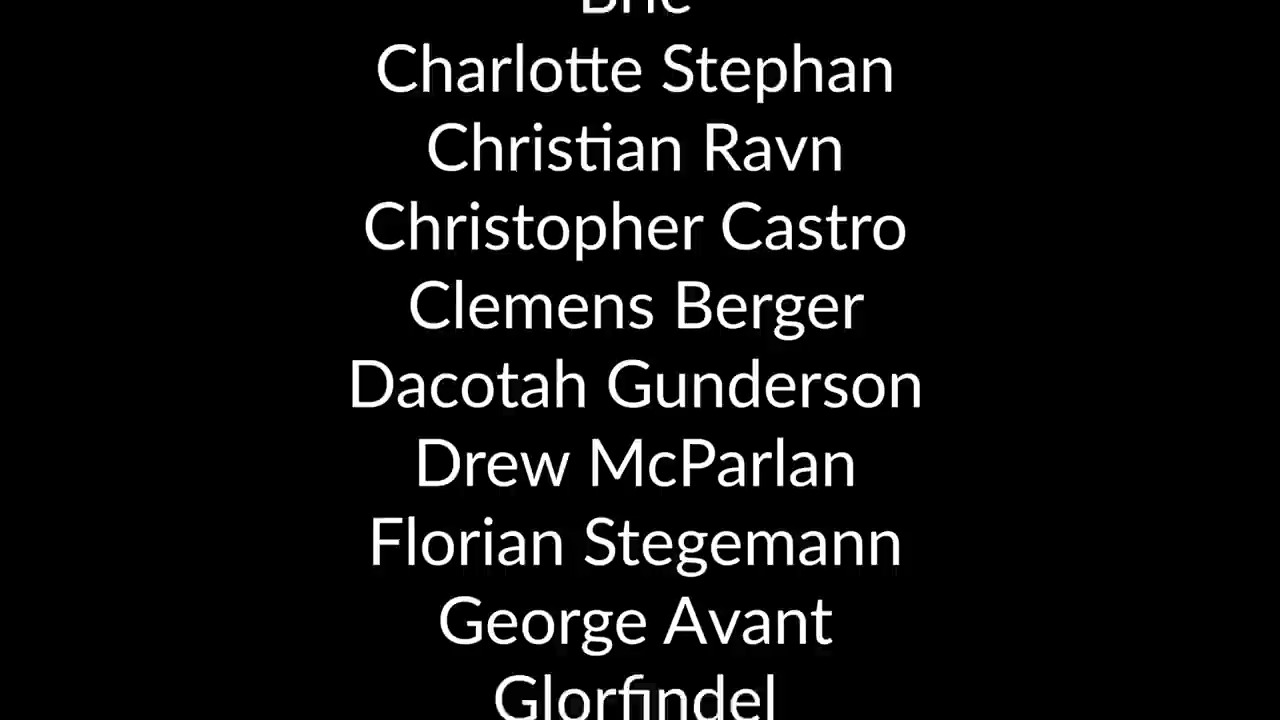 Charlotte Stephan
Christian Ravn
Christopher Castro
Clemens Berger
Dacotah Gunderson
Drew McParlan
Florian Stegemann
George Avant
Glorfindel